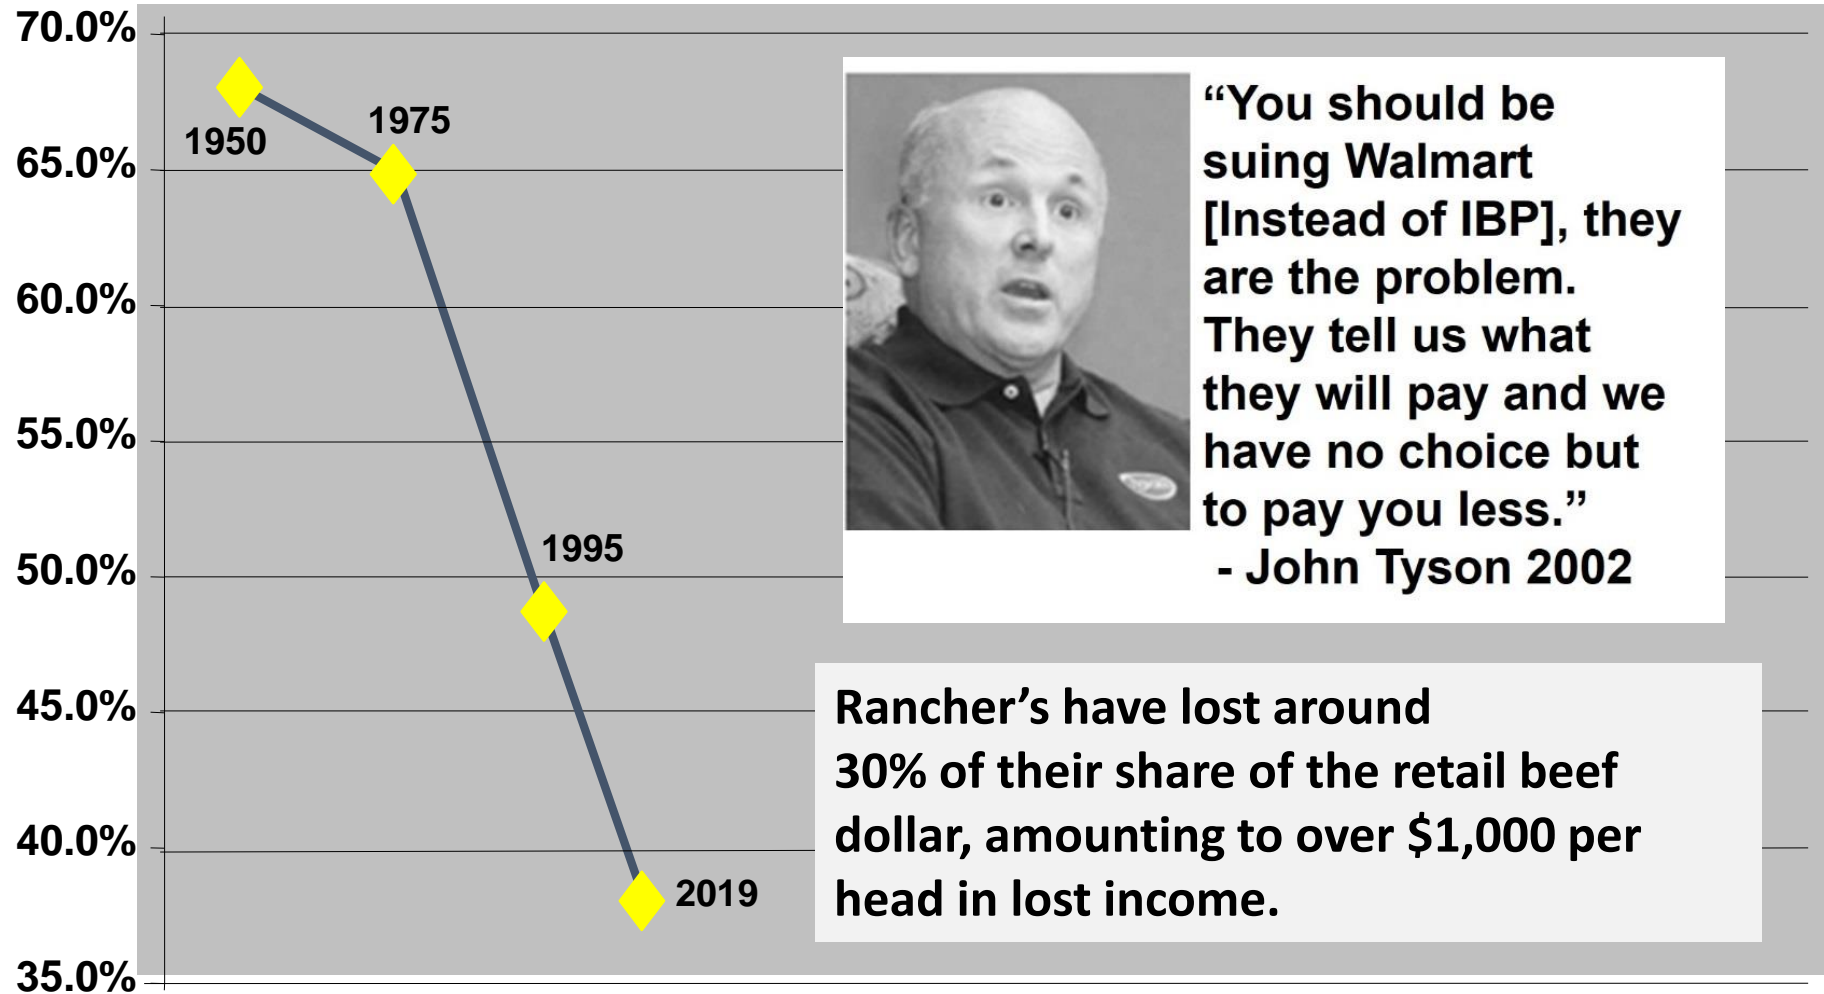 70.0%
65.0%
60.0%
55.0%
50.0%
45.0%
40.0%
35.0%
1950
1975
1995
2019
“You should be
suing Walmart
[Instead of IBP], they
are the problem.
They tell us what
they will pay and we
have no choice but
to pay you less.”
- John Tyson 2002
Rancher’s have lost around
30% of their share of the retail beef
dollar, amounting to over $1,000 per
head in lost income.